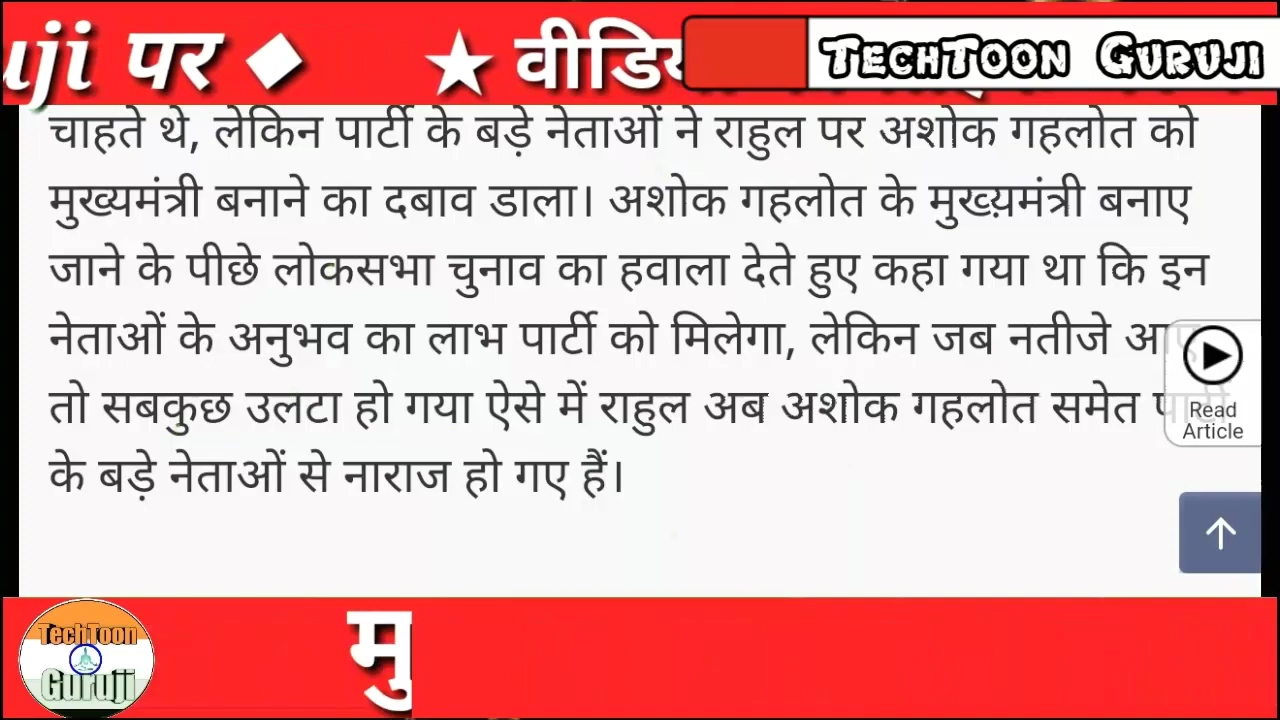 uji पर ◆ ★ वीडि
TECHTOON GURUJI
चाहते थे, लेकिन पार्टी के बड़े नेताओं ने राहुल पर अशोक गहलोत को
मुख्यमंत्री बनाने का दबाव डाला। अशोक गहलोत के मुख्य़मंत्री बनाए
जाने के पीछे लोकसभा चुनाव का हवाला देते हुए कहा गया था कि इन
नेताओं के अनुभव का लाभ पार्टी को मिलेगा, लेकिन जब नतीजे आए
तो सबकुछ उलटा हो गया ऐसे में राहुल अब अशोक गहलोत समेत
के बड़े नेताओं से नाराज हो गए हैं।
Read
Article
TechToon
Guruji
मु